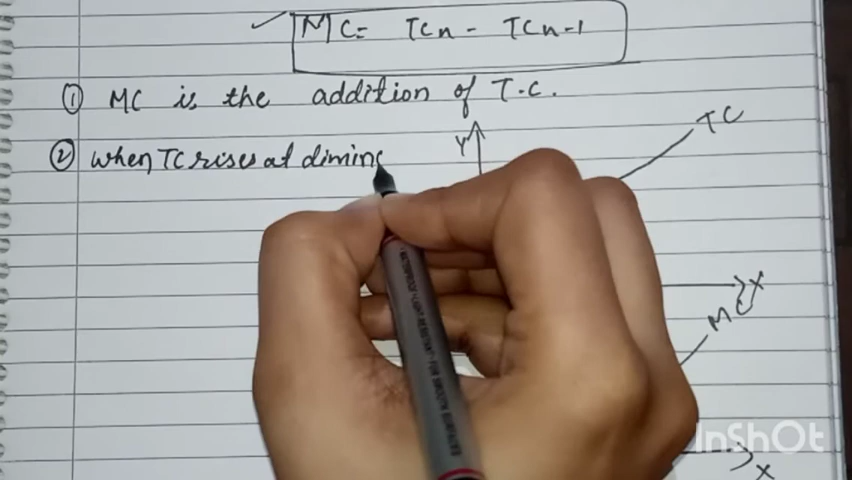 MC = TCn - TCn-1
① MC is the addition of T.C.
② when TC rises at dimin
Y
TC
X
MC
X
InShOt